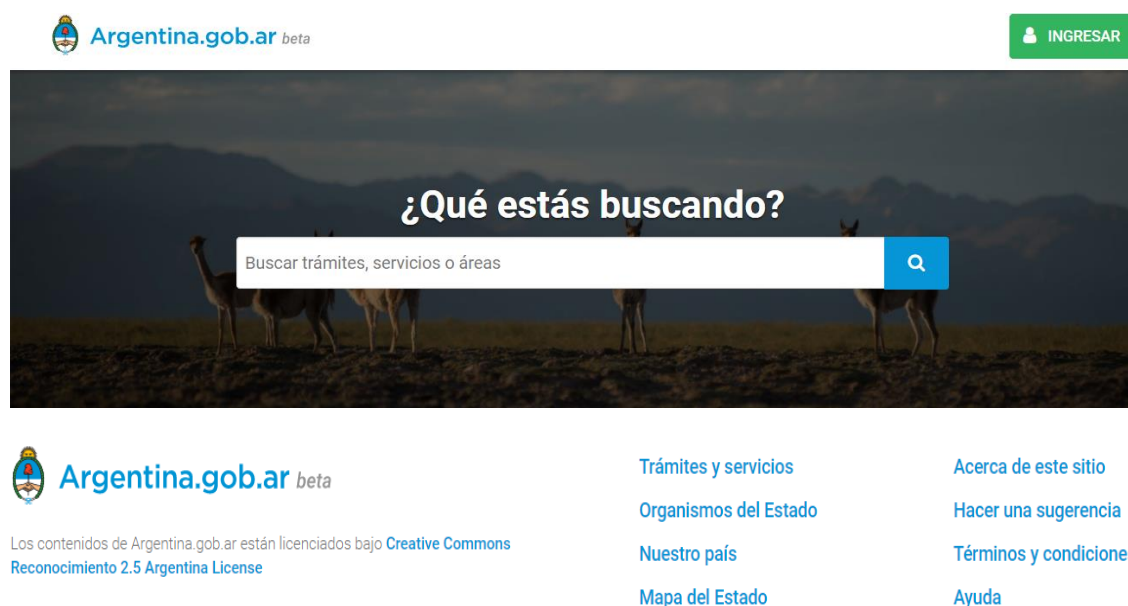 Argentina.gob.ar beta
INGRESAR
¿Qué estás buscando?
Buscar trámites, servicios o áreas
Argentina.gob.ar beta
Los contenidos de Argentina.gob.ar están licenciados bajo Creative Commons
Reconocimiento 2.5 Argentina License
Trámites y servicios
Organismos del Estado
Nuestro país
Mapa del Estado
Acerca de este sitio
Hacer una sugerencia
Términos y condicione
Ayuda